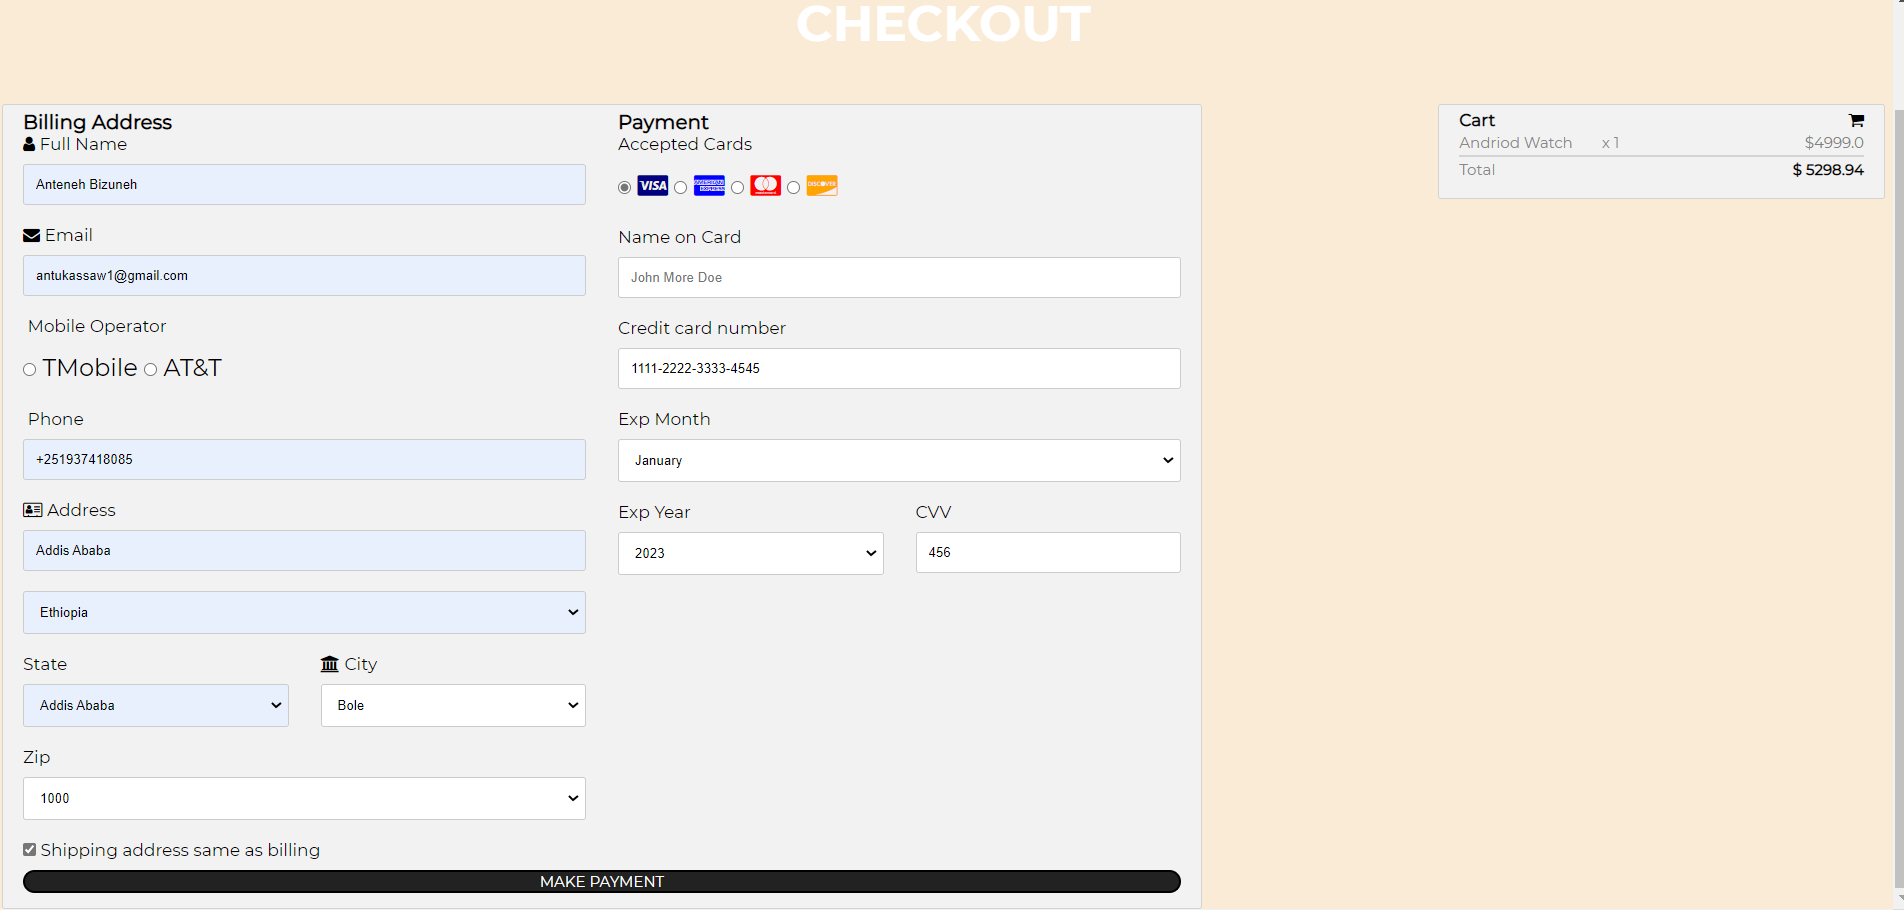 CHECKOUT
Billing Address
Full Name
Anteneh Bizuneh
Email
antukassaw1@gmail.com
Mobile Operator
TMobile AT&T
Phone
+251937418085
Address
Addis Ababa
Ethiopia
State City
Addis Ababa Bole
Zip
1000
Shipping address same as billing
Payment
Accepted Cards
VISA AMERICAN EXPRESS DISCOVER
Name on Card
John More Doe
Credit card number
1111-2222-3333-4545
Exp Month
January
Exp Year CVV
2023 456
MAKE PAYMENT
Cart
Andriod Watch x 1 $4999.0
Total $ 5298.94